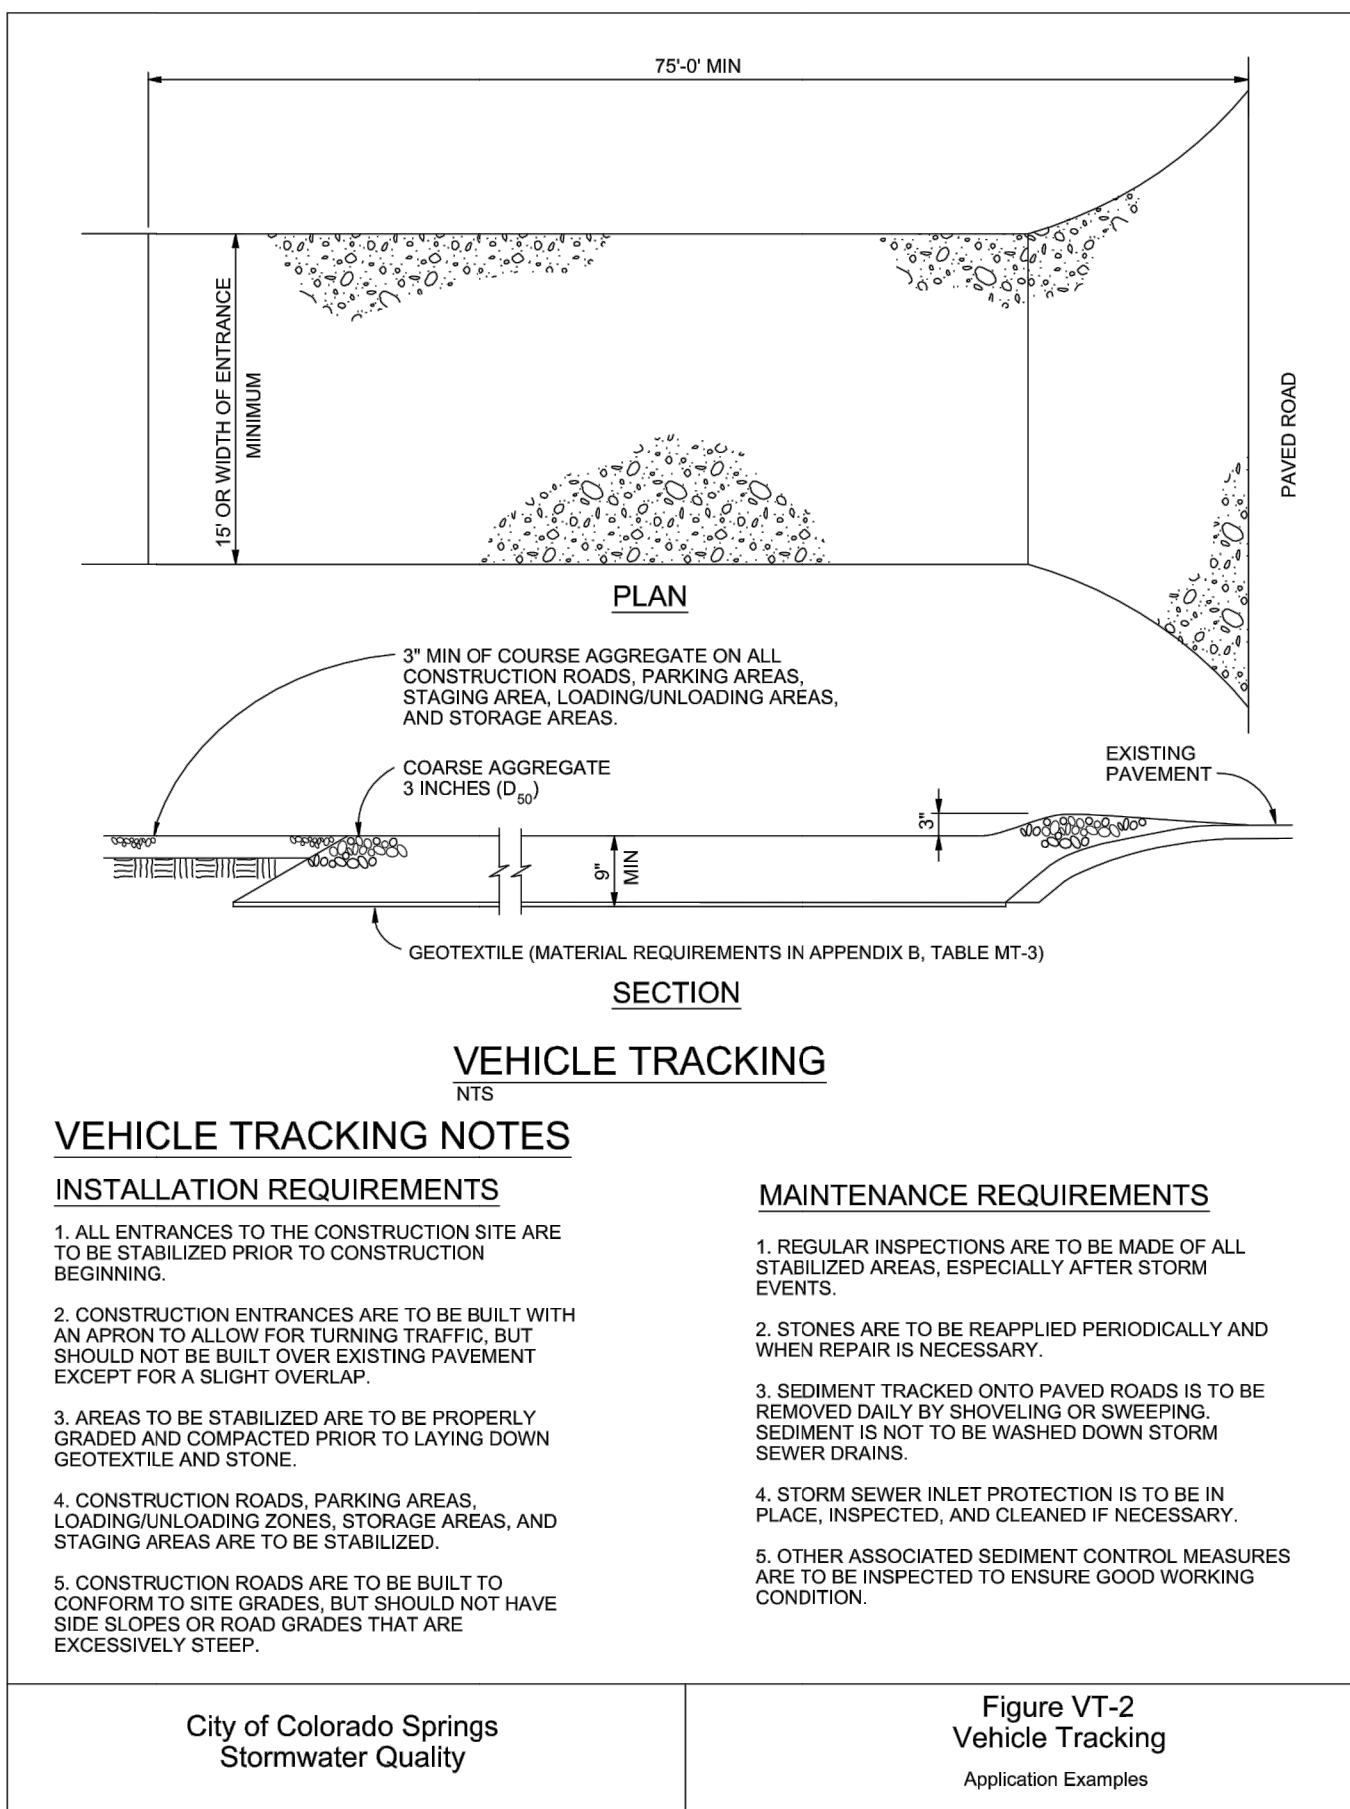 75'-0' MIN
15' OR WIDTH OF ENTRANCE
MINIMUM
PAVED ROAD
PLAN
3" MIN OF COURSE AGGREGATE ON ALL
CONSTRUCTION ROADS, PARKING AREAS,
STAGING AREA, LOADING/UNLOADING AREAS,
AND STORAGE AREAS.
COARSE AGGREGATE
3 INCHES (D50)
EXISTING
PAVEMENT
3"
9"
MIN
GEOTEXTILE (MATERIAL REQUIREMENTS IN APPENDIX B, TABLE MT-3)
SECTION
VEHICLE TRACKING
NTS
VEHICLE TRACKING NOTES
INSTALLATION REQUIREMENTS
1. ALL ENTRANCES TO THE CONSTRUCTION SITE ARE
TO BE STABILIZED PRIOR TO CONSTRUCTION
BEGINNING.
2. CONSTRUCTION ENTRANCES ARE TO BE BUILT WITH
AN APRON TO ALLOW FOR TURNING TRAFFIC, BUT
SHOULD NOT BE BUILT OVER EXISTING PAVEMENT
EXCEPT FOR A SLIGHT OVERLAP.
3. AREAS TO BE STABILIZED ARE TO BE PROPERLY
GRADED AND COMPACTED PRIOR TO LAYING DOWN
GEOTEXTILE AND STONE.
4. CONSTRUCTION ROADS, PARKING AREAS,
LOADING/UNLOADING ZONES, STORAGE AREAS, AND
STAGING AREAS ARE TO BE STABILIZED.
5. CONSTRUCTION ROADS ARE TO BE BUILT TO
CONFORM TO SITE GRADES, BUT SHOULD NOT HAVE
SIDE SLOPES OR ROAD GRADES THAT ARE
EXCESSIVELY STEEP.
MAINTENANCE REQUIREMENTS
1. REGULAR INSPECTIONS ARE TO BE MADE OF ALL
STABILIZED AREAS, ESPECIALLY AFTER STORM
EVENTS.
2. STONES ARE TO BE REAPPLIED PERIODICALLY AND
WHEN REPAIR IS NECESSARY.
3. SEDIMENT TRACKED ONTO PAVED ROADS IS TO BE
REMOVED DAILY BY SHOVELING OR SWEEPING.
SEDIMENT IS NOT TO BE WASHED DOWN STORM
SEWER DRAINS.
4. STORM SEWER INLET PROTECTION IS TO BE IN
PLACE, INSPECTED, AND CLEANED IF NECESSARY.
5. OTHER ASSOCIATED SEDIMENT CONTROL MEASURES
ARE TO BE INSPECTED TO ENSURE GOOD WORKING
CONDITION.
City of Colorado Springs
Stormwater Quality
Figure VT-2
Vehicle Tracking
Application Examples